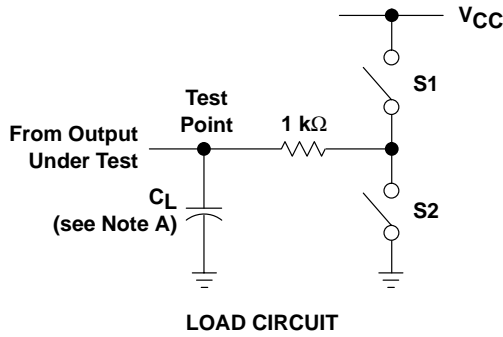 VCC
S1
Test
Point
1 kΩ
From Output
Under Test
CL
(see Note A)
S2
LOAD CIRCUIT